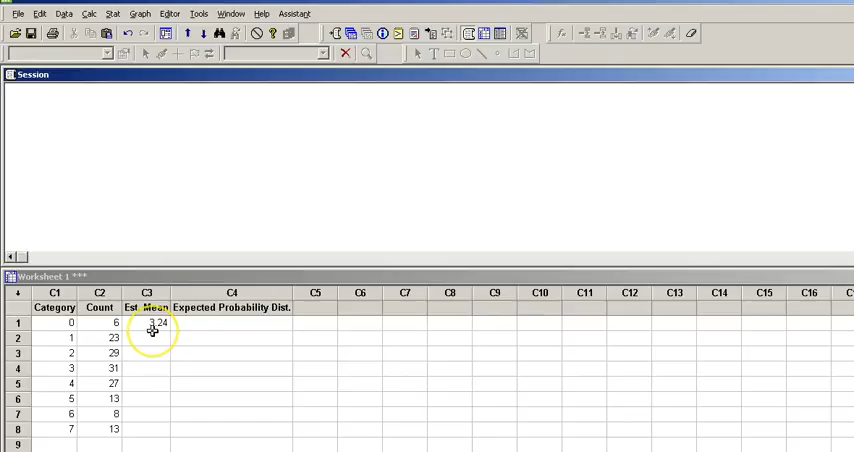 File Edit Data Calc Stat Graph Editor Tools Window Help Assistant
Session
Worksheet 1 ***
C1 C2 C3 C4 C5 C6 C7 C8 C9 C10 C11 C12 C13 C14 C15 C16
Category Count Est. Mean Expected Probability Dist.
1 0 6 3.24
2 1 23
3 2 29
4 3 31
5 4 27
6 5 13
7 6 8
8 7 13
9